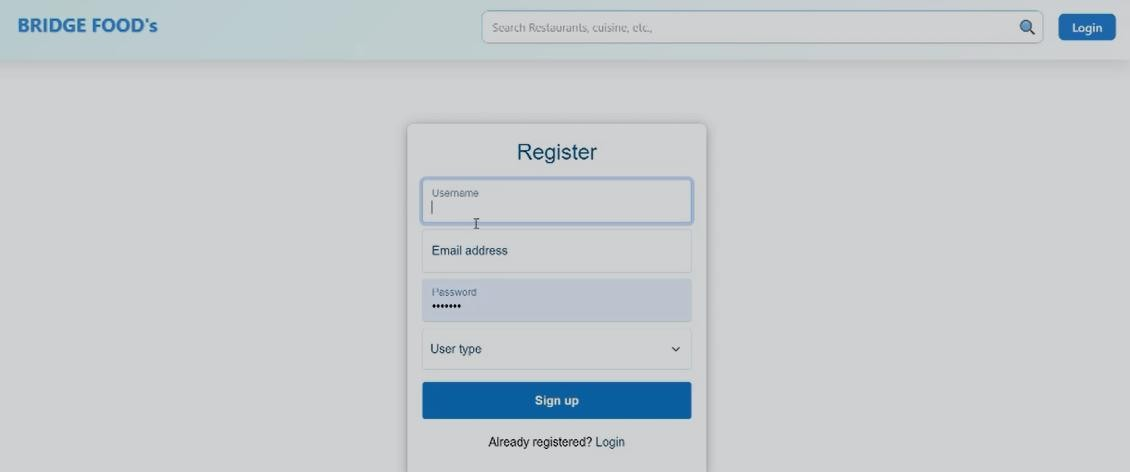 BRIDGE FOOD's
Search Restaurants, cuisine, etc.,
Login
Register
Username
Email address
Password
•••••••
User type
Sign up
Already registered? Login